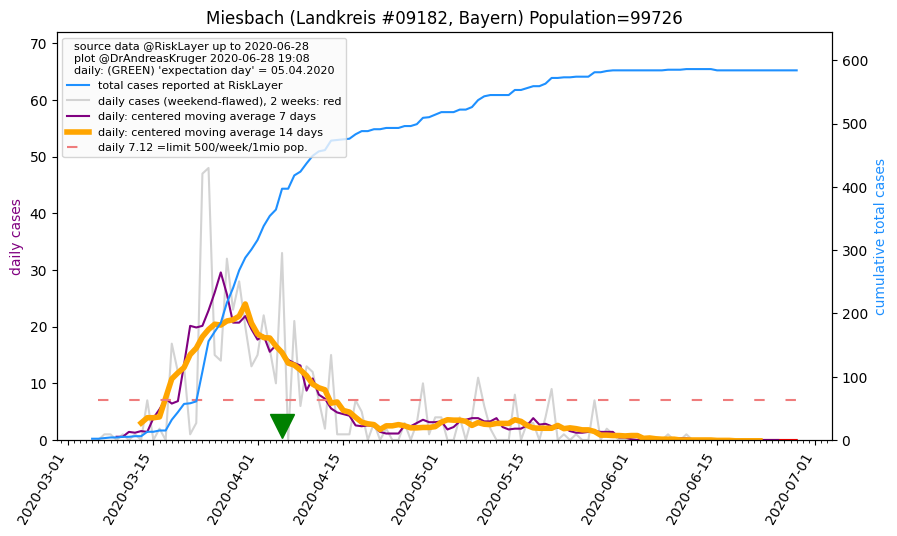 Miesbach (Landkreis #09182, Bayern) Population=99726
source data @RiskLayer up to 2020-06-28
plot @DrAndreasKruger 2020-06-28 19:08
daily: (GREEN) 'expectation day' = 05.04.2020
total cases reported at RiskLayer
daily cases (weekend-flawed), 2 weeks: red
daily: centered moving average 7 days
daily: centered moving average 14 days
daily 7.12 =limit 500/week/1mio pop.
daily cases
70
60
50
40
30
20
10
0
cumulative total cases
600
500
400
300
200
100
0
2020-03-01
2020-03-15
2020-04-01
2020-04-15
2020-05-01
2020-05-15
2020-06-01
2020-06-15
2020-07-01